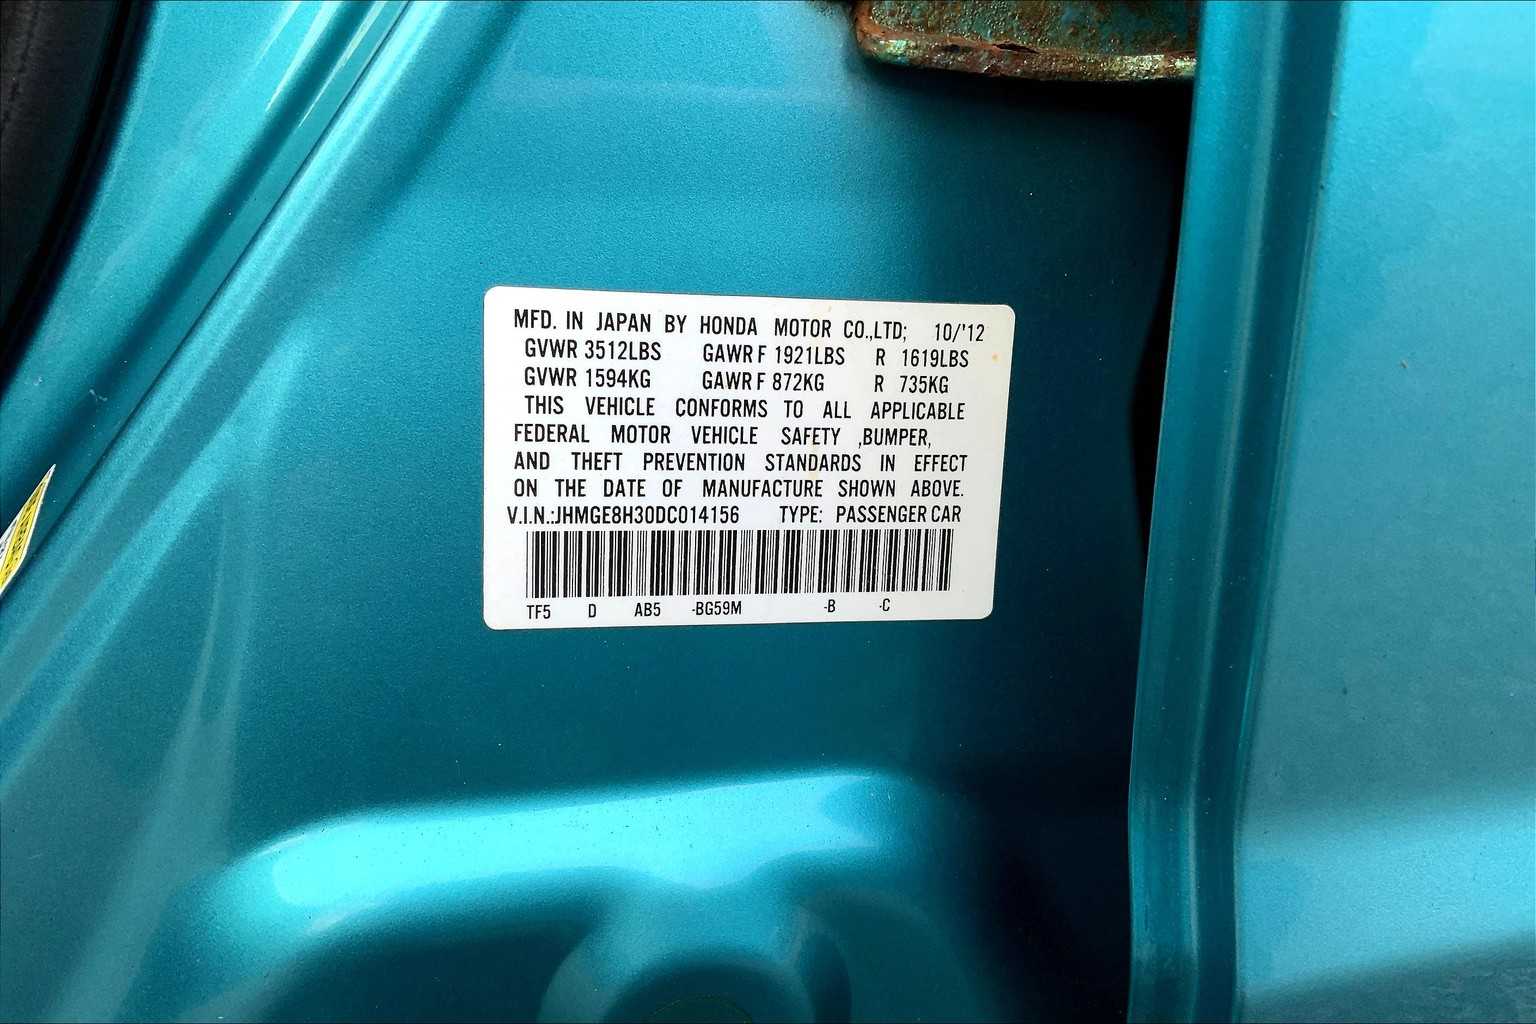 MFD. IN JAPAN BY HONDA MOTOR CO.,LTD; 10/'12
GVWR 3512LBS GAWR F 1921LBS R 1619LBS
GVWR 1594KG GAWR F 872KG R 735KG
THIS VEHICLE CONFORMS TO ALL APPLICABLE
FEDERAL MOTOR VEHICLE SAFETY ,BUMPER,
AND THEFT PREVENTION STANDARDS IN EFFECT
ON THE DATE OF MANUFACTURE SHOWN ABOVE.
V.I.N.:JHMGE8H30DC014156 TYPE: PASSENGER CAR
TF5 D AB5 -BG59M -B -C